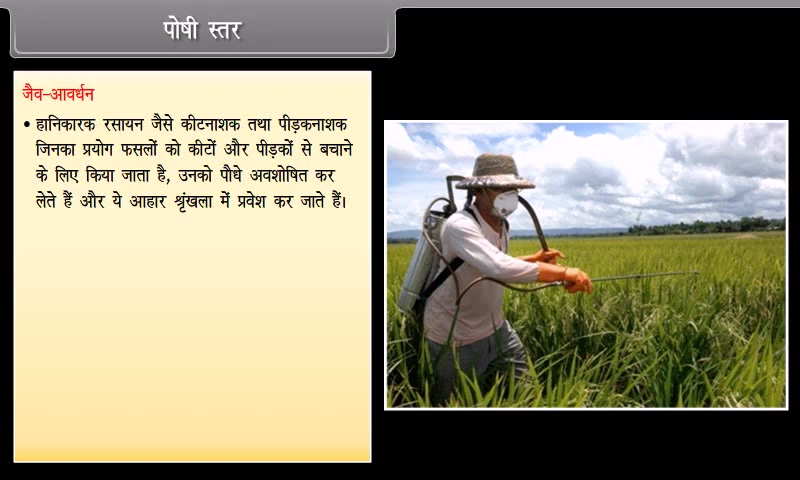 पोषी स्तर
जैव-आवर्धन
• हानिकारक रसायन जैसे कीटनाशक तथा पीड़कनाशक
जिनका प्रयोग फसलों को कीटों और पीड़कों से बचाने
के लिए किया जाता है, उनको पौधे अवशोषित कर
लेते हैं और ये आहार श्रृंखला में प्रवेश कर जाते हैं।